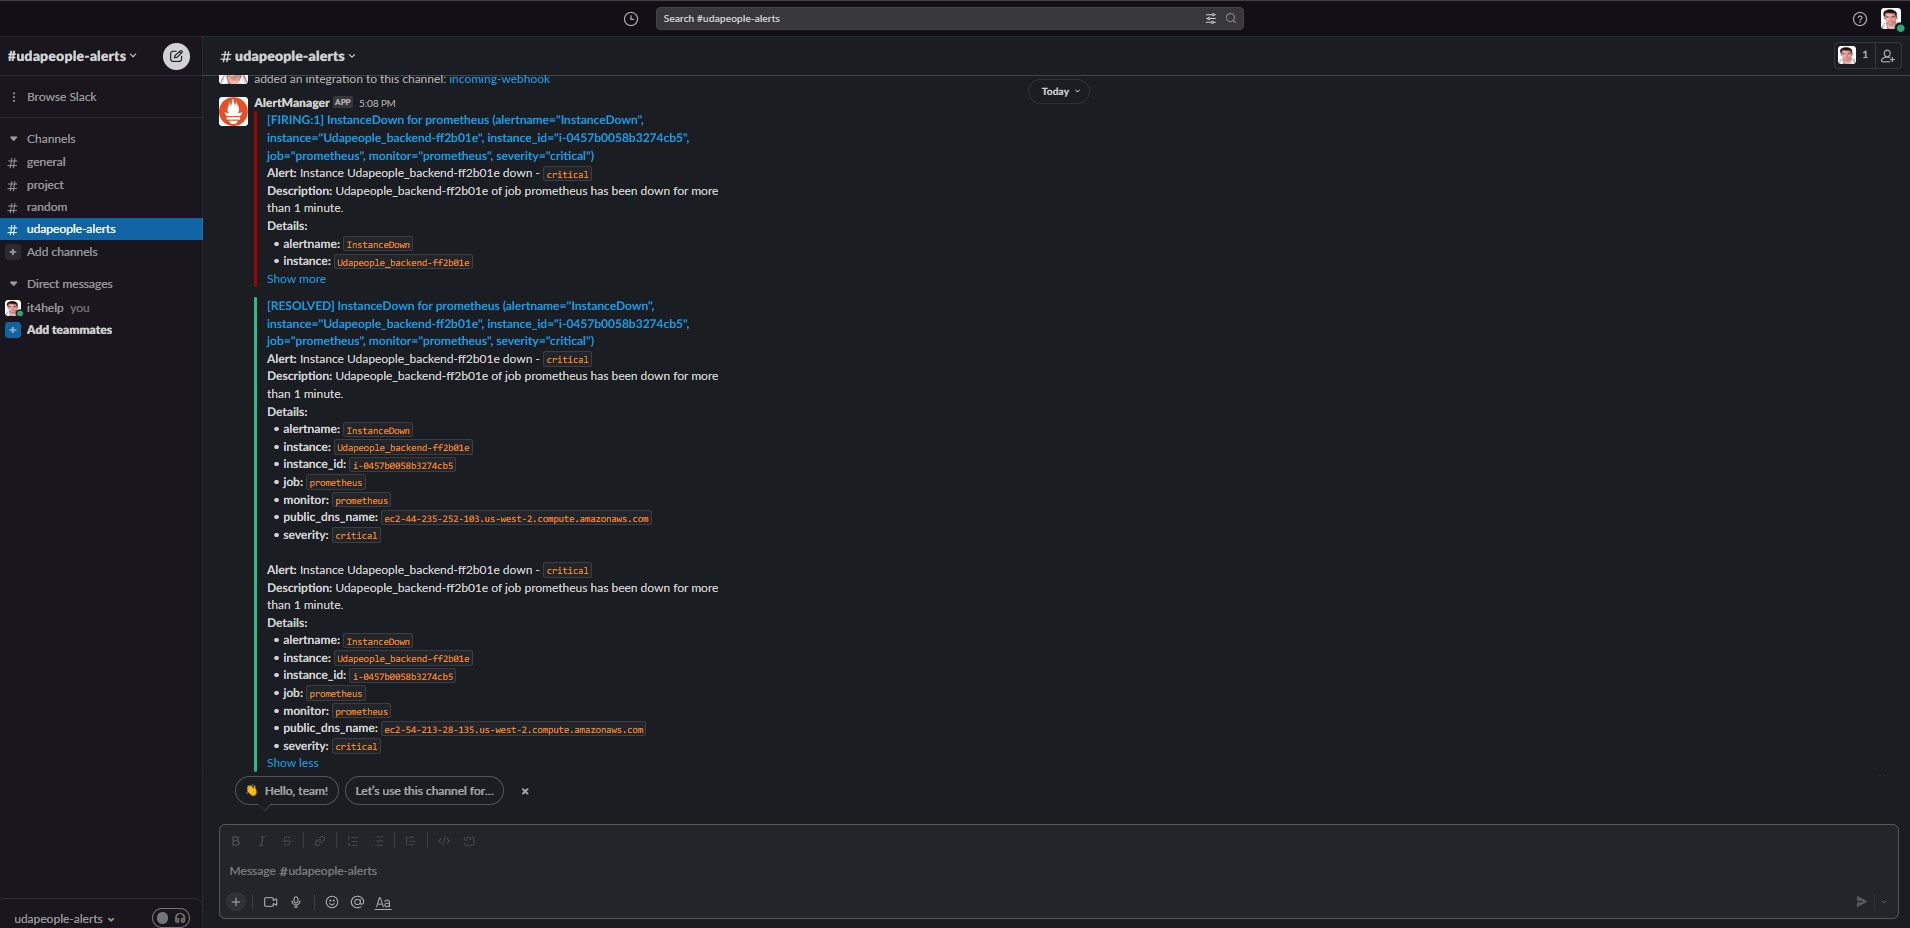 Search #udapeople-alerts
#udapeople-alerts
Browse Slack
Channels
# general
# project
# random
# udapeople-alerts
+ Add channels
Direct messages
it4help you
+ Add teammates
udapeople-alerts
# udapeople-alerts
1
added an integration to this channel: incoming-webhook
Today
AlertManager APP 5:08 PM
[FIRING:1] InstanceDown for prometheus (alertname="InstanceDown",
instance="Udapeople_backend-ff2b01e", instance_id="i-0457b0058b3274cb5",
job="prometheus", monitor="prometheus", severity="critical")
Alert: Instance Udapeople_backend-ff2b01e down - critical
Description: Udapeople_backend-ff2b01e of job prometheus has been down for more
than 1 minute.
Details:
• alertname: InstanceDown
• instance: Udapeople_backend-ff2b01e
Show more
[RESOLVED] InstanceDown for prometheus (alertname="InstanceDown",
instance="Udapeople_backend-ff2b01e", instance_id="i-0457b0058b3274cb5",
job="prometheus", monitor="prometheus", severity="critical")
Alert: Instance Udapeople_backend-ff2b01e down - critical
Description: Udapeople_backend-ff2b01e of job prometheus has been down for more
than 1 minute.
Details:
• alertname: InstanceDown
• instance: Udapeople_backend-ff2b01e
• instance_id: i-0457b0058b3274cb5
• job: prometheus
• monitor: prometheus
• public_dns_name: ec2-44-235-252-103.us-west-2.compute.amazonaws.com
• severity: critical
Alert: Instance Udapeople_backend-ff2b01e down - critical
Description: Udapeople_backend-ff2b01e of job prometheus has been down for more
than 1 minute.
Details:
• alertname: InstanceDown
• instance: Udapeople_backend-ff2b01e
• instance_id: i-0457b0058b3274cb5
• job: prometheus
• monitor: prometheus
• public_dns_name: ec2-54-213-28-135.us-west-2.compute.amazonaws.com
• severity: critical
Show less
👋 Hello, team!
Let's use this channel for...
B I S
Message #udapeople-alerts
Aa